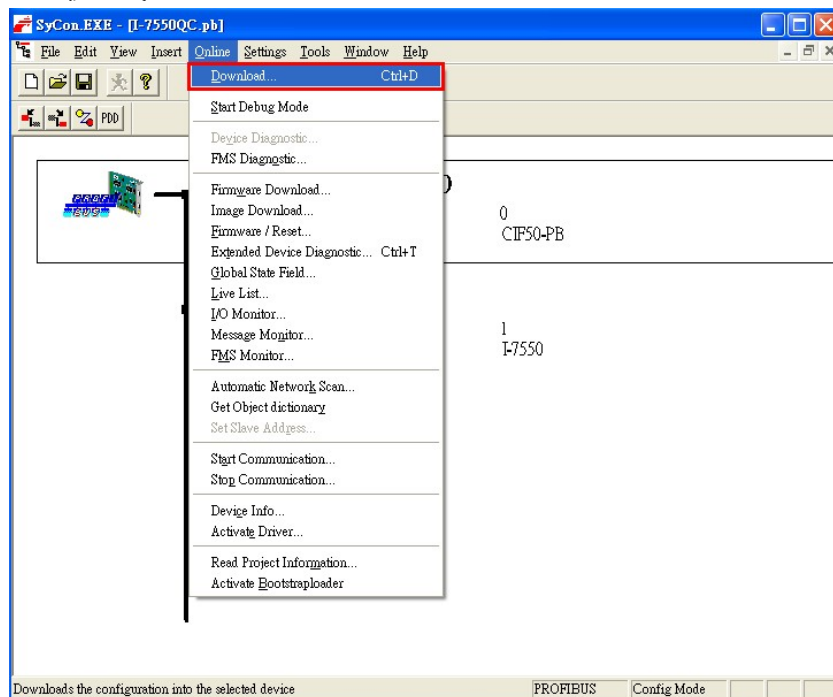 SyCon.EXE - [I-7550QC.pb]
File Edit View Insert Online Settings Tools Window Help
PDD
Download... Ctrl+D
Start Debug Mode
Device Diagnostic...
FMS Diagnostic...
Firmware Download...
Image Download...
Firmware / Reset...
Extended Device Diagnostic... Ctrl+T
Global State Field...
Live List...
I/O Monitor...
Message Monitor...
FMS Monitor...
Automatic Network Scan...
Get Object dictionary
Set Slave Address...
Start Communication...
Stop Communication...
Device Info...
Activate Driver...
Read Project Information...
Activate Bootstraploader
0
CIF50-PB
1
I-7550
Downloads the configuration into the selected device PROFIBUS Config Mode